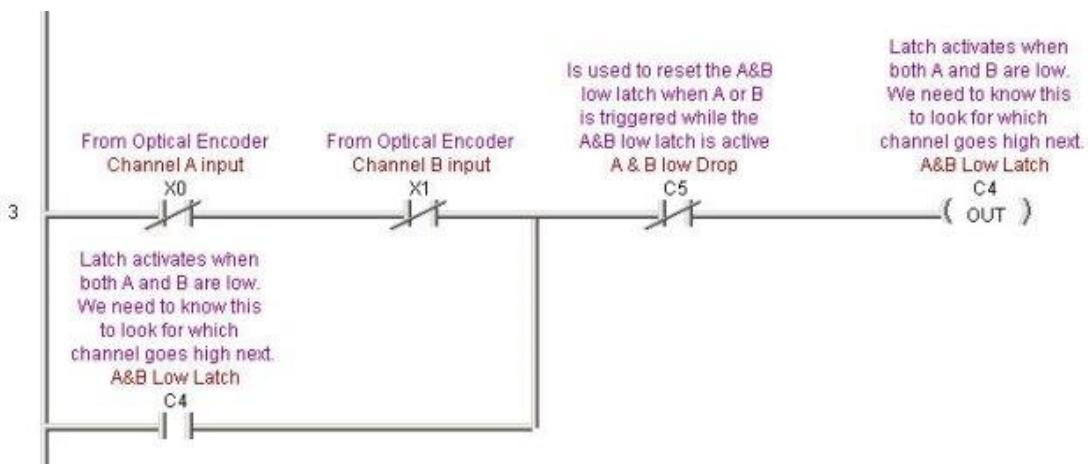 From Optical Encoder
Channel A input
X0
From Optical Encoder
Channel B input
X1
Is used to reset the A&B
low latch when A or B
is triggered while the
A&B low latch is active
A & B low Drop
C5
Latch activates when
both A and B are low.
We need to know this
to look for which
channel goes high next.
A&B Low Latch
C4
OUT
3
Latch activates when
both A and B are low.
We need to know this
to look for which
channel goes high next.
A&B Low Latch
C4